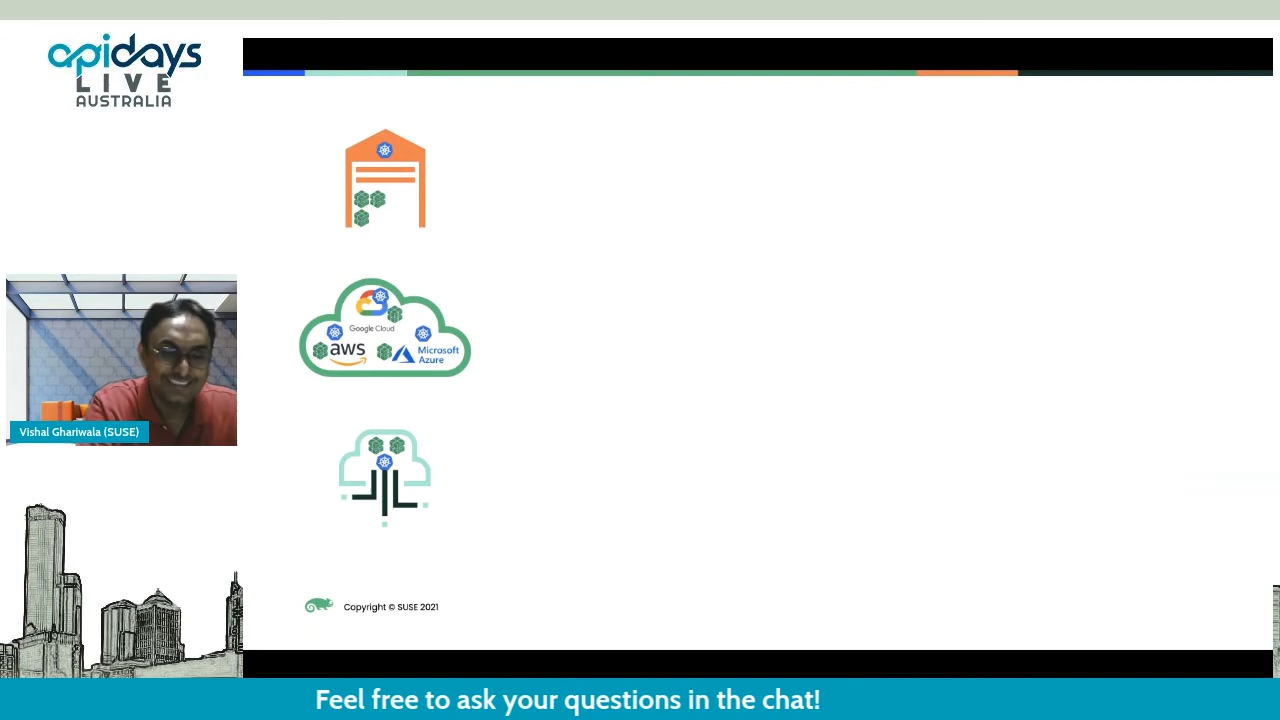 apidays
LIVE
AUSTRALIA
Google Cloud
aws
Microsoft
Azure
Vishal Ghariwala (SUSE)
Copyright © SUSE 2021
Feel free to ask your questions in the chat!